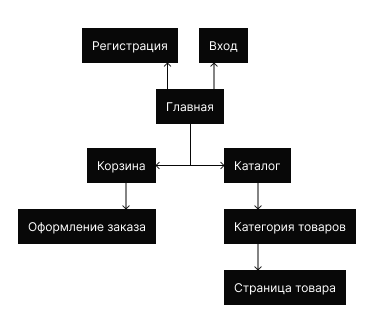 Регистрация
Вход
Главная
Корзина
Каталог
Оформление заказа
Категория товаров
Страница товара